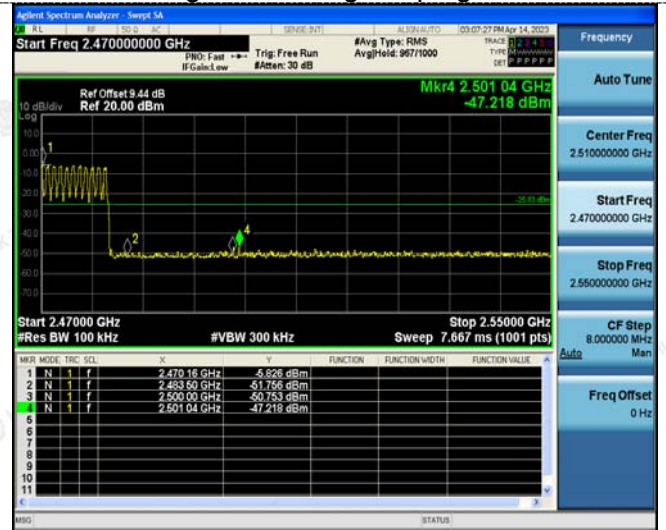 Agilent Spectrum Analyzer - Swept SA
RL RF 50 Ω AC SENSE:INT ALIGN AUTO 03:07:27 PM Apr 14, 2023
Start Freq 2.470000000 GHz
PNO: Fast Trig: Free Run #Avg Type: RMS TRACE 1 2 3 4 5 6
IFGain:Low #Atten: 30 dB Avg|Hold: 967/1000 TYPE
DET P P P P P P
Frequency
Auto Tune
Mkr4 2.501 04 GHz
-47.218 dBm
Ref Offset 9.44 dB
10 dB/div Ref 20.00 dBm
Log
10.0
0.00
-10.0
-20.0
-30.0
-40.0
-50.0
-60.0
-70.0
1
2
4
Center Freq
2.510000000 GHz
Start Freq
2.470000000 GHz
Stop Freq
2.550000000 GHz
CF Step
8.000000 MHz
Auto Man
Freq Offset
0 Hz
Start 2.47000 GHz Stop 2.55000 GHz
#Res BW 100 kHz #VBW 300 kHz Sweep 7.667 ms (1001 pts)
MKR MODE TRC SCL X Y FUNCTION FUNCTION WIDTH FUNCTION VALUE
1 N 1 f 2.470 16 GHz -5.826 dBm
2 N 1 f 2.483 50 GHz -51.756 dBm
3 N 1 f 2.500 00 GHz -50.753 dBm
4 N 1 f 2.501 04 GHz -47.218 dBm
5
6
7
8
9
10
11
MSG STATUS